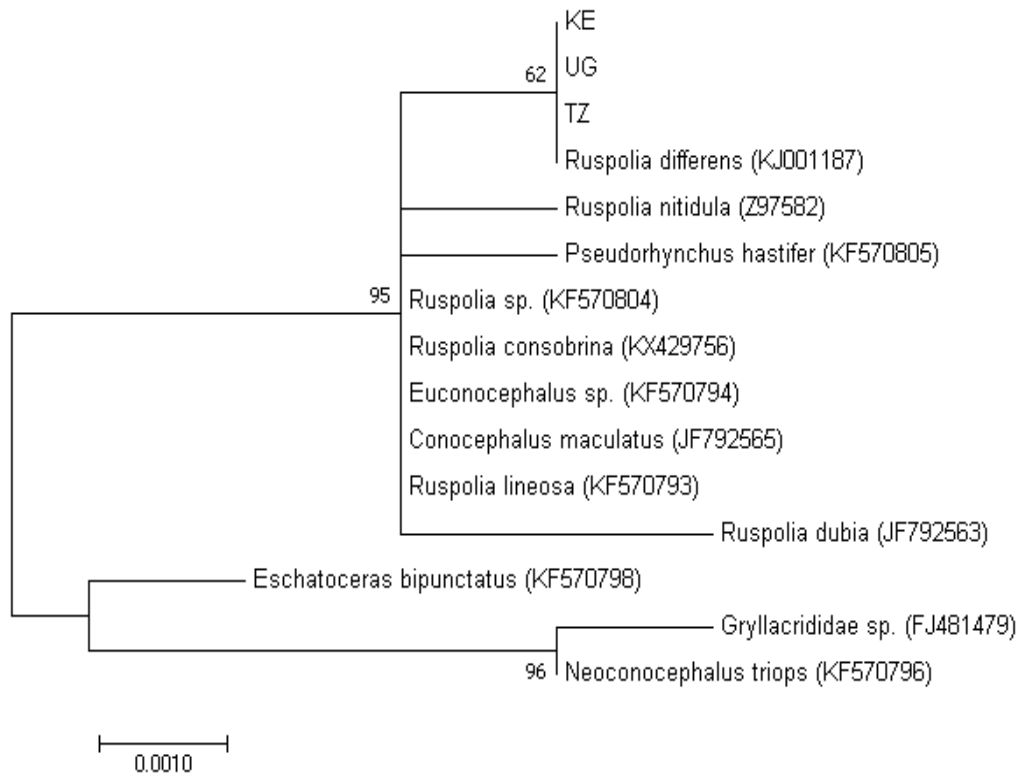 KE
UG
62
TZ
Ruspolia differens (KJ001187)
Ruspolia nitidula (Z97582)
Pseudorhynchus hastifer (KF570805)
95
Ruspolia sp. (KF570804)
Ruspolia consobrina (KX429756)
Euconocephalus sp. (KF570794)
Conocephalus maculatus (JF792565)
Ruspolia lineosa (KF570793)
Ruspolia dubia (JF792563)
Eschatoceras bipunctatus (KF570798)
Gryllacrididae sp. (FJ481479)
96
Neoconocephalus triops (KF570796)
0.0010